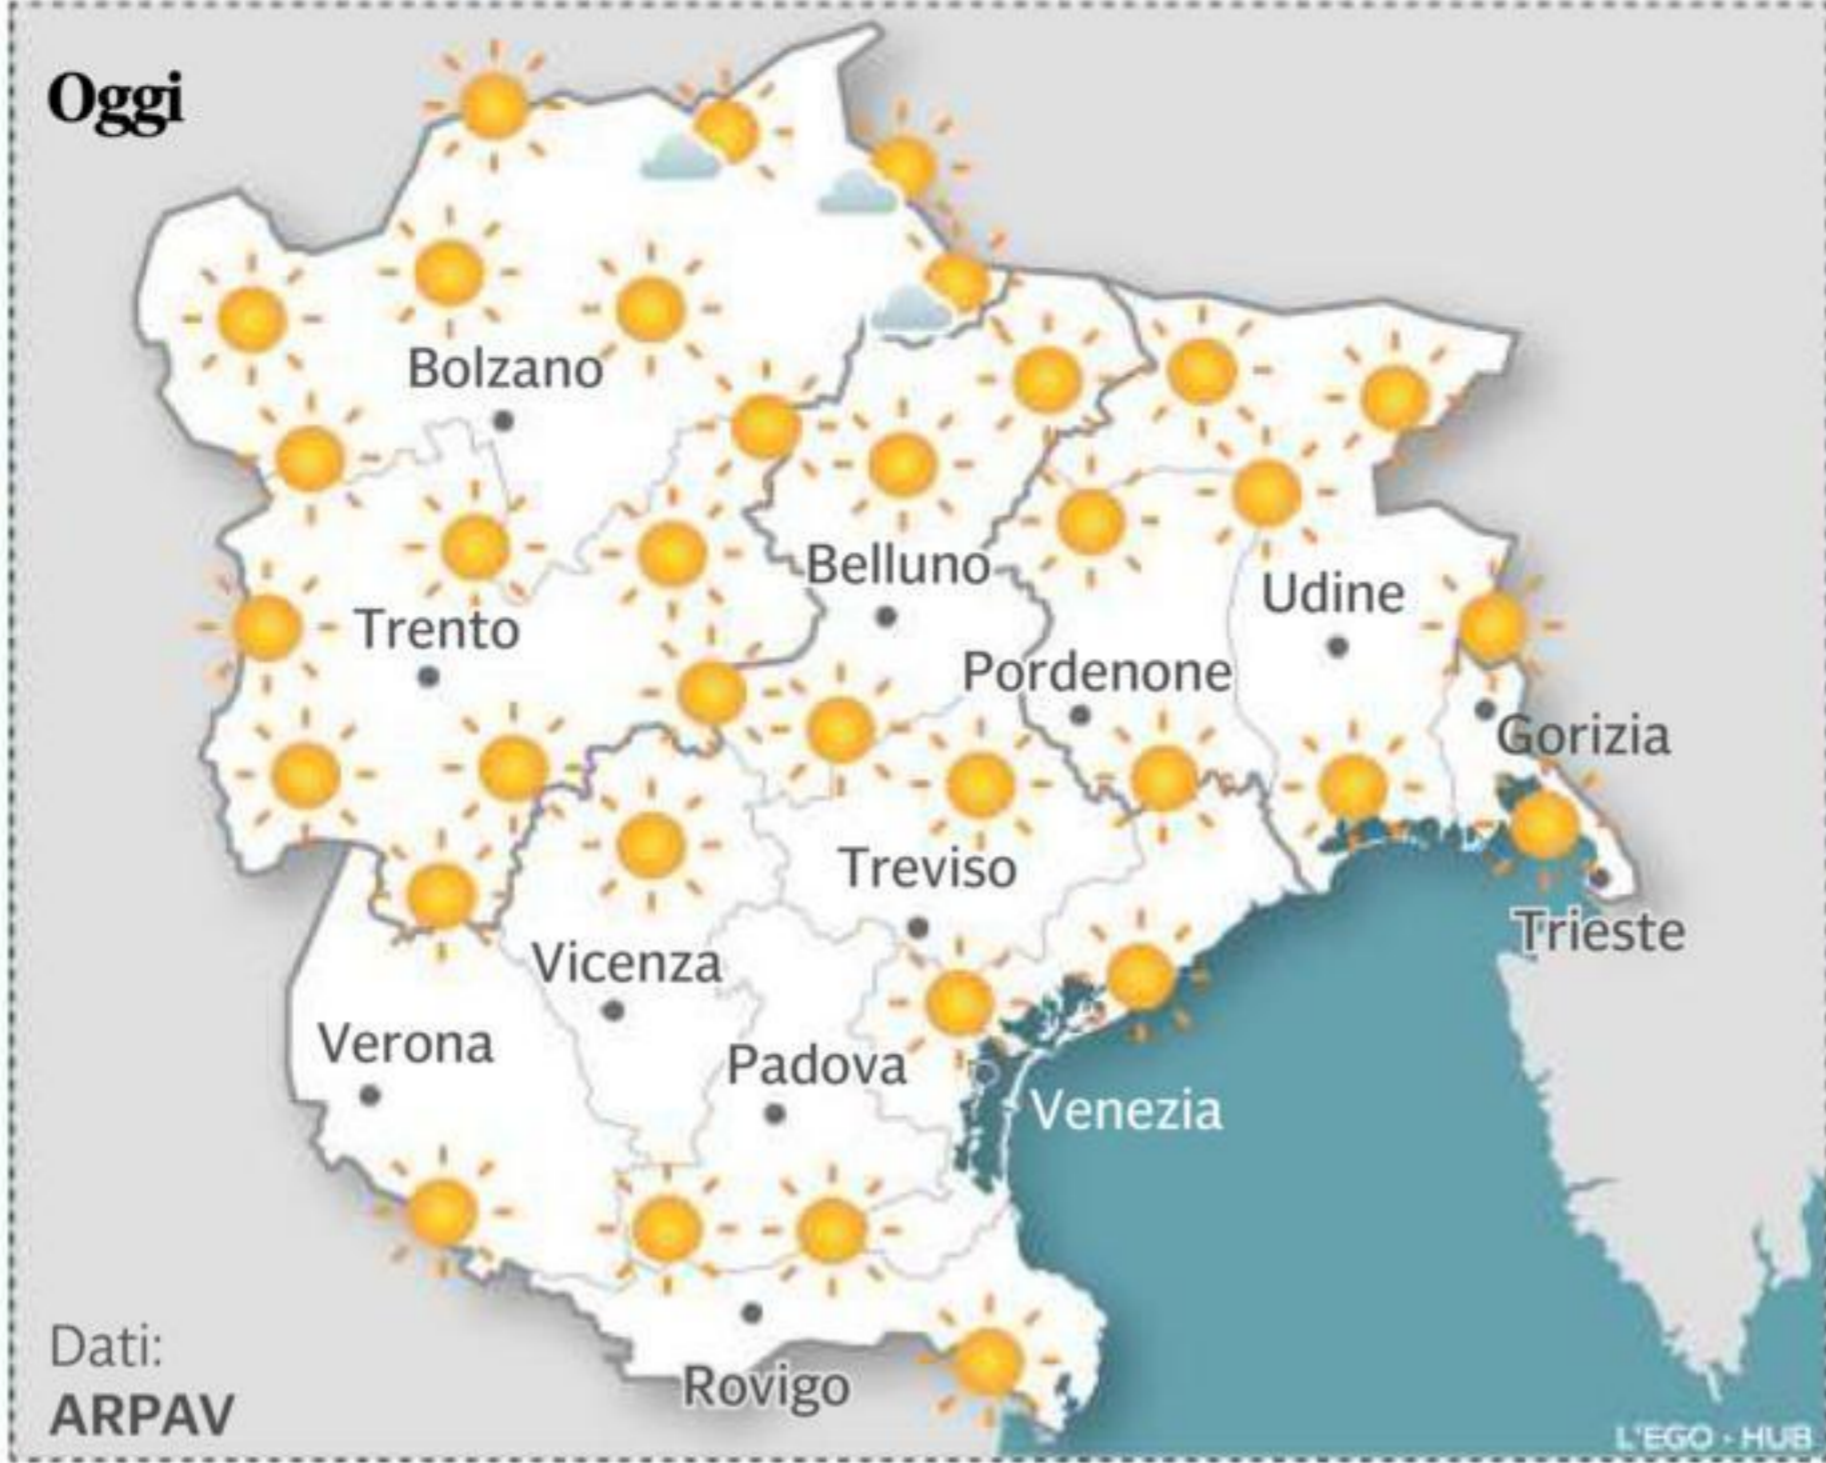 Oggi
Bolzano
Belluno
Udine
Trento
Pordenone
Gorizia
Treviso
Trieste
Vicenza
Verona
Padova
Venezia
Dati:
ARPAV
Rovigo
L'EGO - HUB